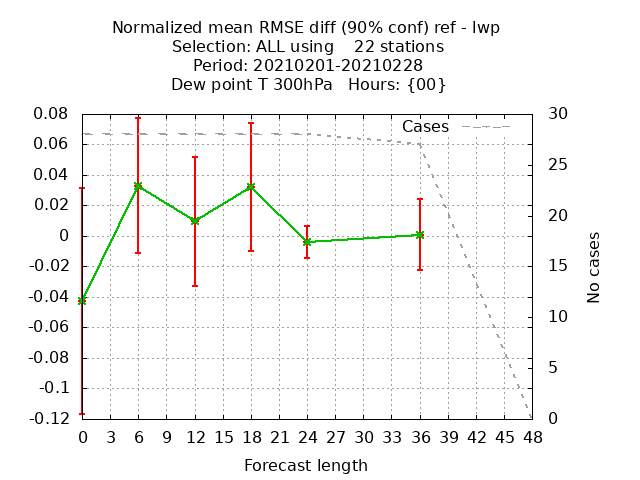 Normalized mean RMSE diff (90% conf) ref - lwp
Selection: ALL using    22 stations
Period: 20210201-20210228
Dew point T 300hPa   Hours: {00}
Cases
0.08
0.06
0.04
0.02
0
-0.02
-0.04
-0.06
-0.08
-0.1
-0.12
30
25
20
15
10
5
0
No cases
0 3 6 9 12 15 18 21 24 27 30 33 36 39 42 45 48
Forecast length